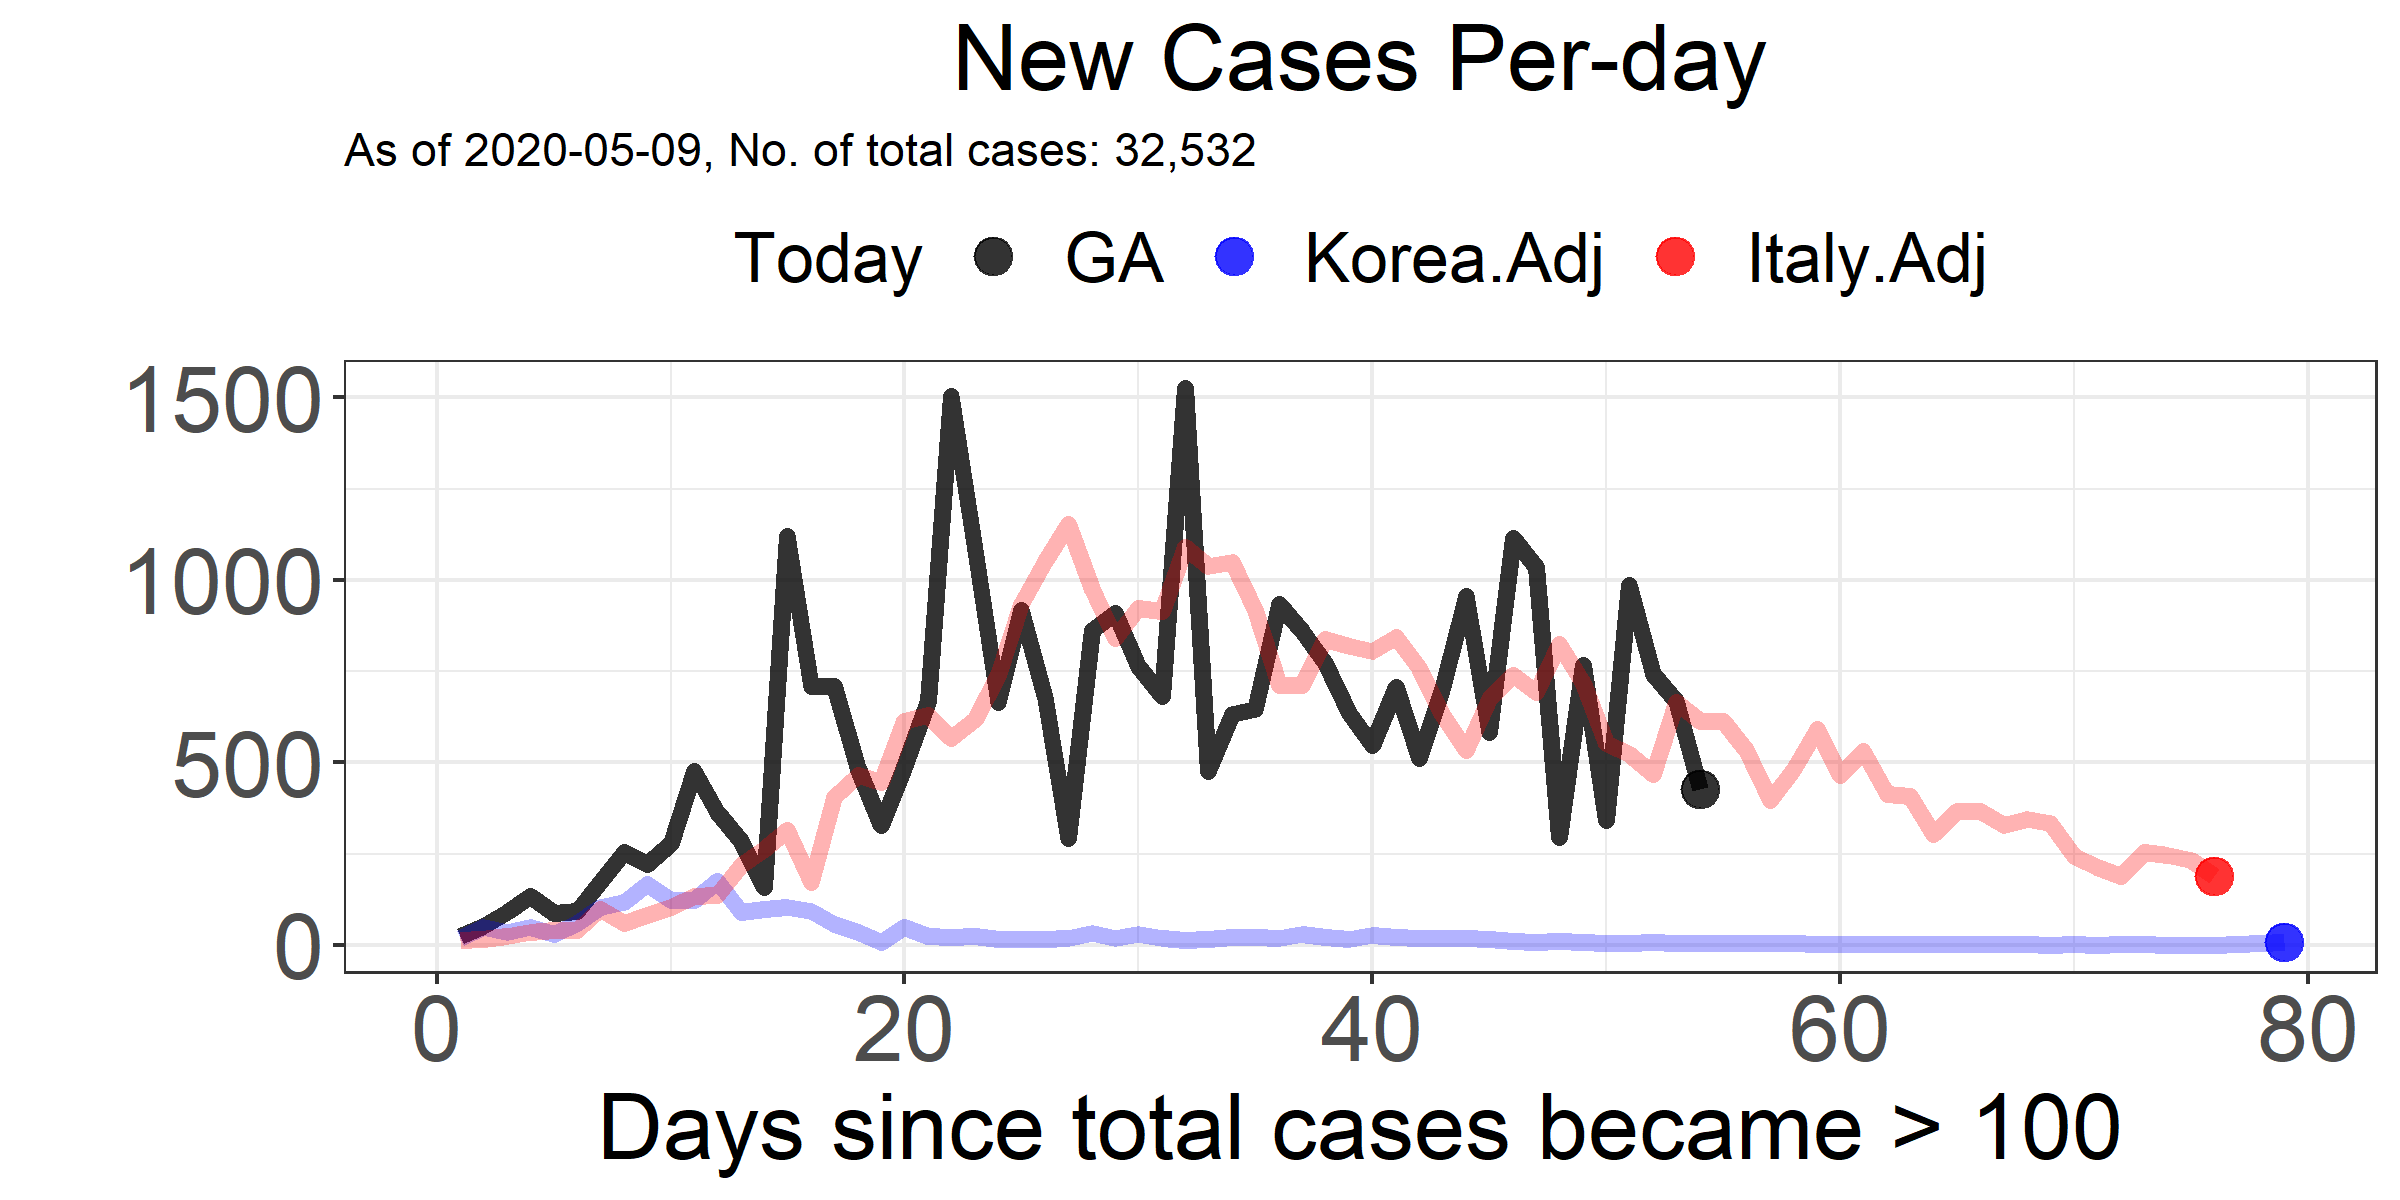 New Cases Per-day
As of 2020-05-09, No. of total cases: 32,532
Today GA Korea.Adj Italy.Adj
1500
1000
500
0
0 20 40 60 80
Days since total cases became > 100